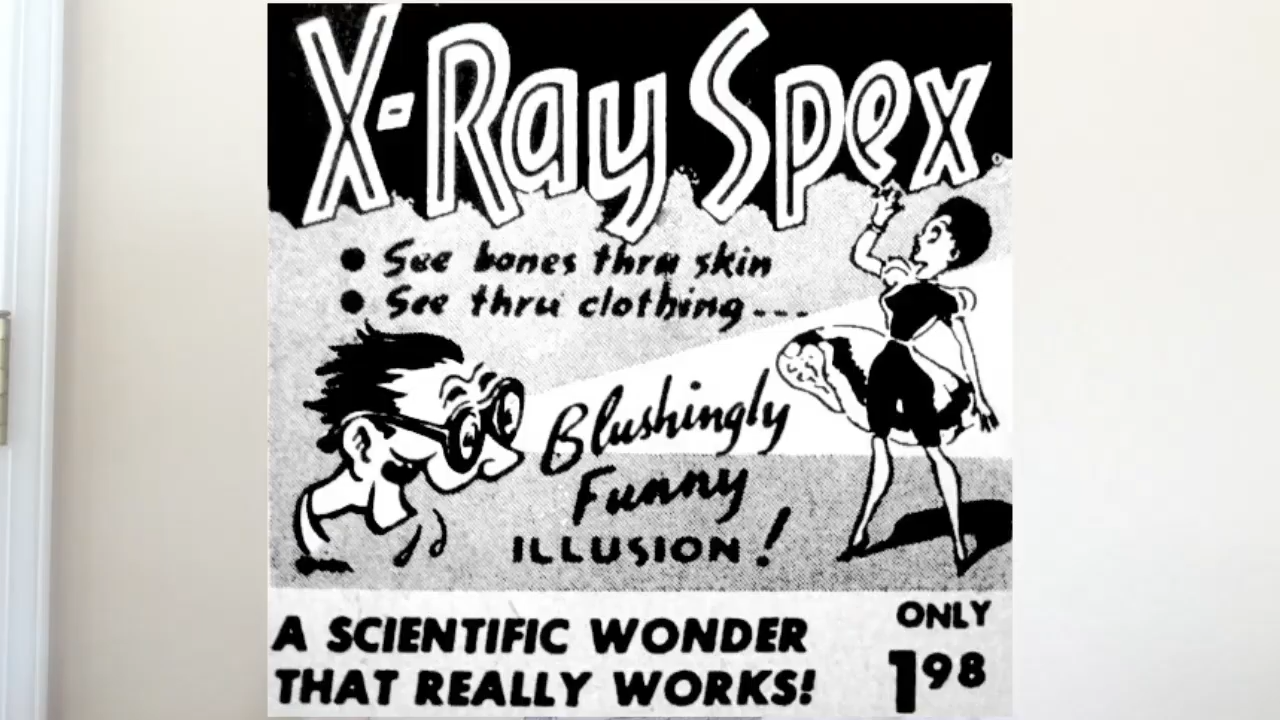 X-Ray Spex
• See bones thru skin
• See thru clothing...
Blushingly
Funny
ILLUSION!
A SCIENTIFIC WONDER
THAT REALLY WORKS!
ONLY
1 98